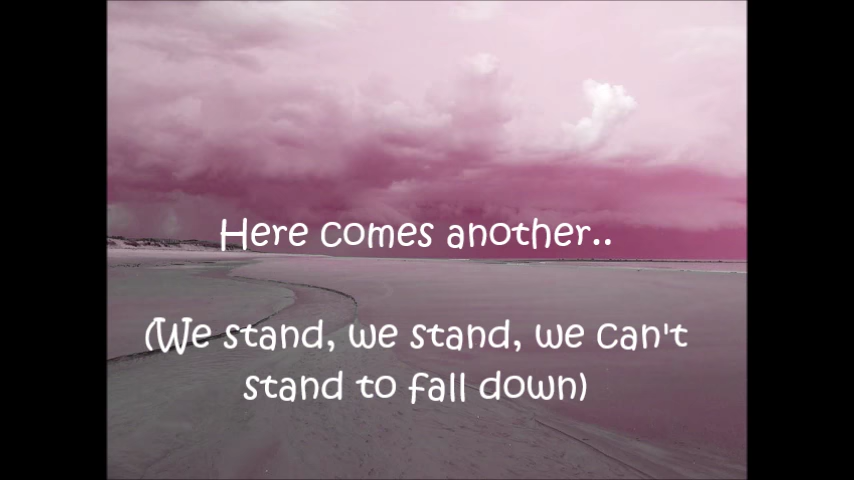 Here comes another..
(We stand, we stand, we can't
stand to fall down)